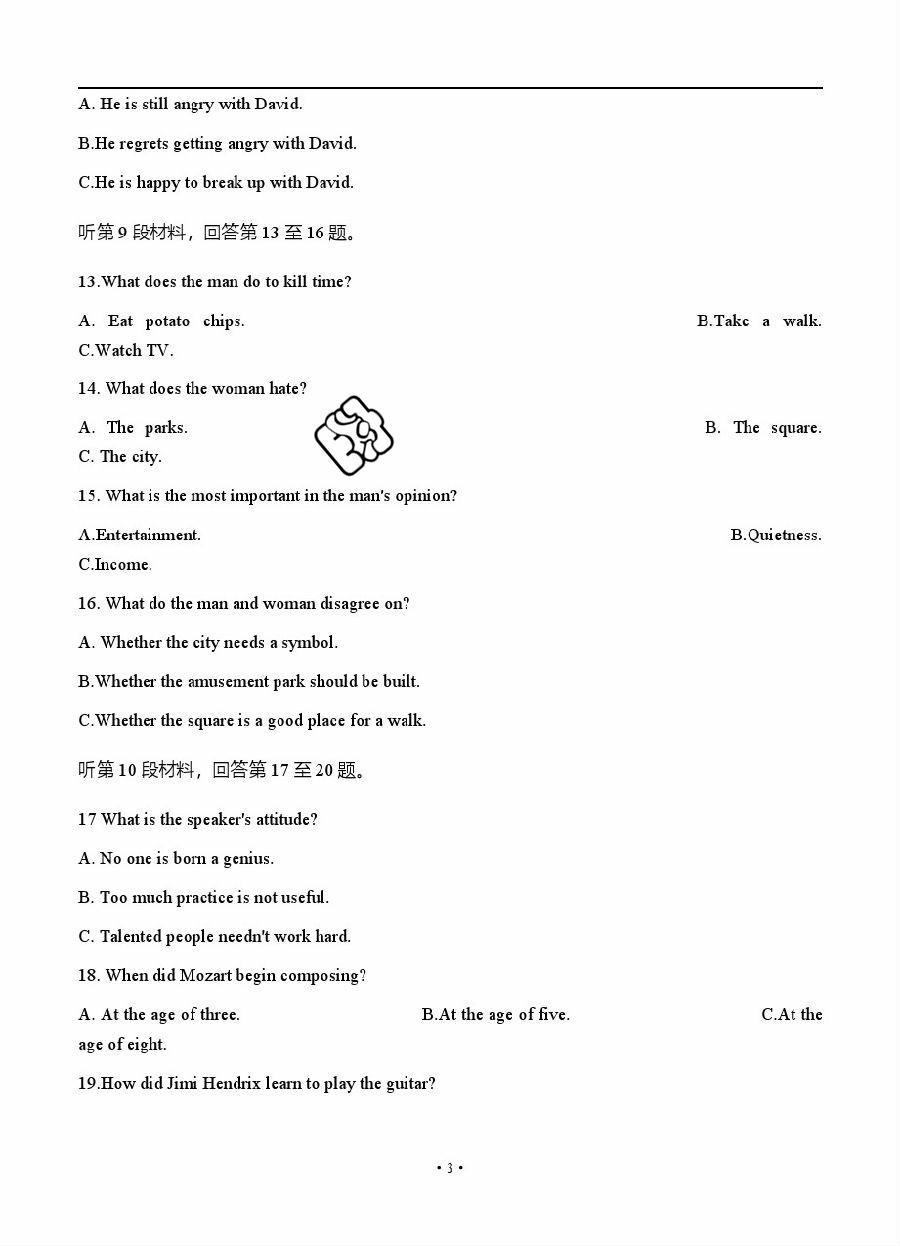 A. He is still angry with David.
B.He regrets getting angry with David.
C.He is happy to break up with David.
听第 9 段材料，回答第 13 至 16 题。
13.What does the man do to kill time?
A. Eat potato chips. B.Take a walk.
C.Watch TV.
14. What does the woman hate?
A. The parks. B. The square.
C. The city.
15. What is the most important in the man's opinion?
A.Entertainment. B.Quietness.
C.Income.
16. What do the man and woman disagree on?
A. Whether the city needs a symbol.
B.Whether the amusement park should be built.
C.Whether the square is a good place for a walk.
听第 10 段材料，回答第 17 至 20 题。
17 What is the speaker's attitude?
A. No one is born a genius.
B. Too much practice is not useful.
C. Talented people needn't work hard.
18. When did Mozart begin composing?
A. At the age of three. B.At the age of five. C.At the
age of eight.
19.How did Jimi Hendrix learn to play the guitar?
• 3 •